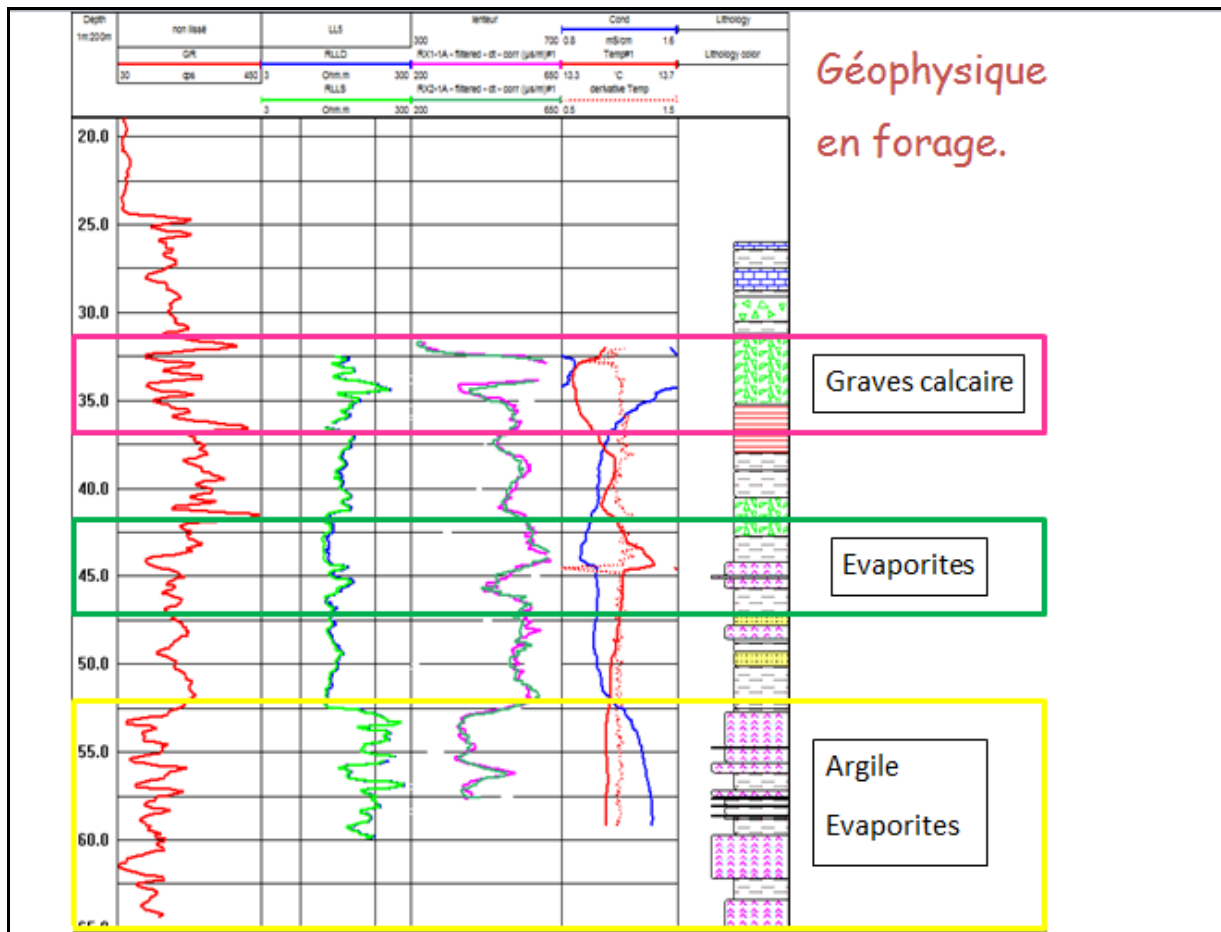 Depth
1m:200m
non lissé
LLS
lenteur
Cond
Lithology
300 700
0.8 mS/cm 1.6
GR
RLLD
RX1-1A - filtered - dt - corr (µs/m)#1
Temp#1
Lithology color
30 cps 450
3 Ohm.m 300
200 650
13.3 °C 13.7
RLLS
RX2-1A - filtered - dt - corr (µs/m)#1
derivative Temp
3 Ohm.m 300
200 650
0.5 1.5
Géophysique
en forage.
20.0
25.0
30.0
35.0
40.0
45.0
50.0
55.0
60.0
65.0
Graves calcaire
Evaporites
Argile
Evaporites